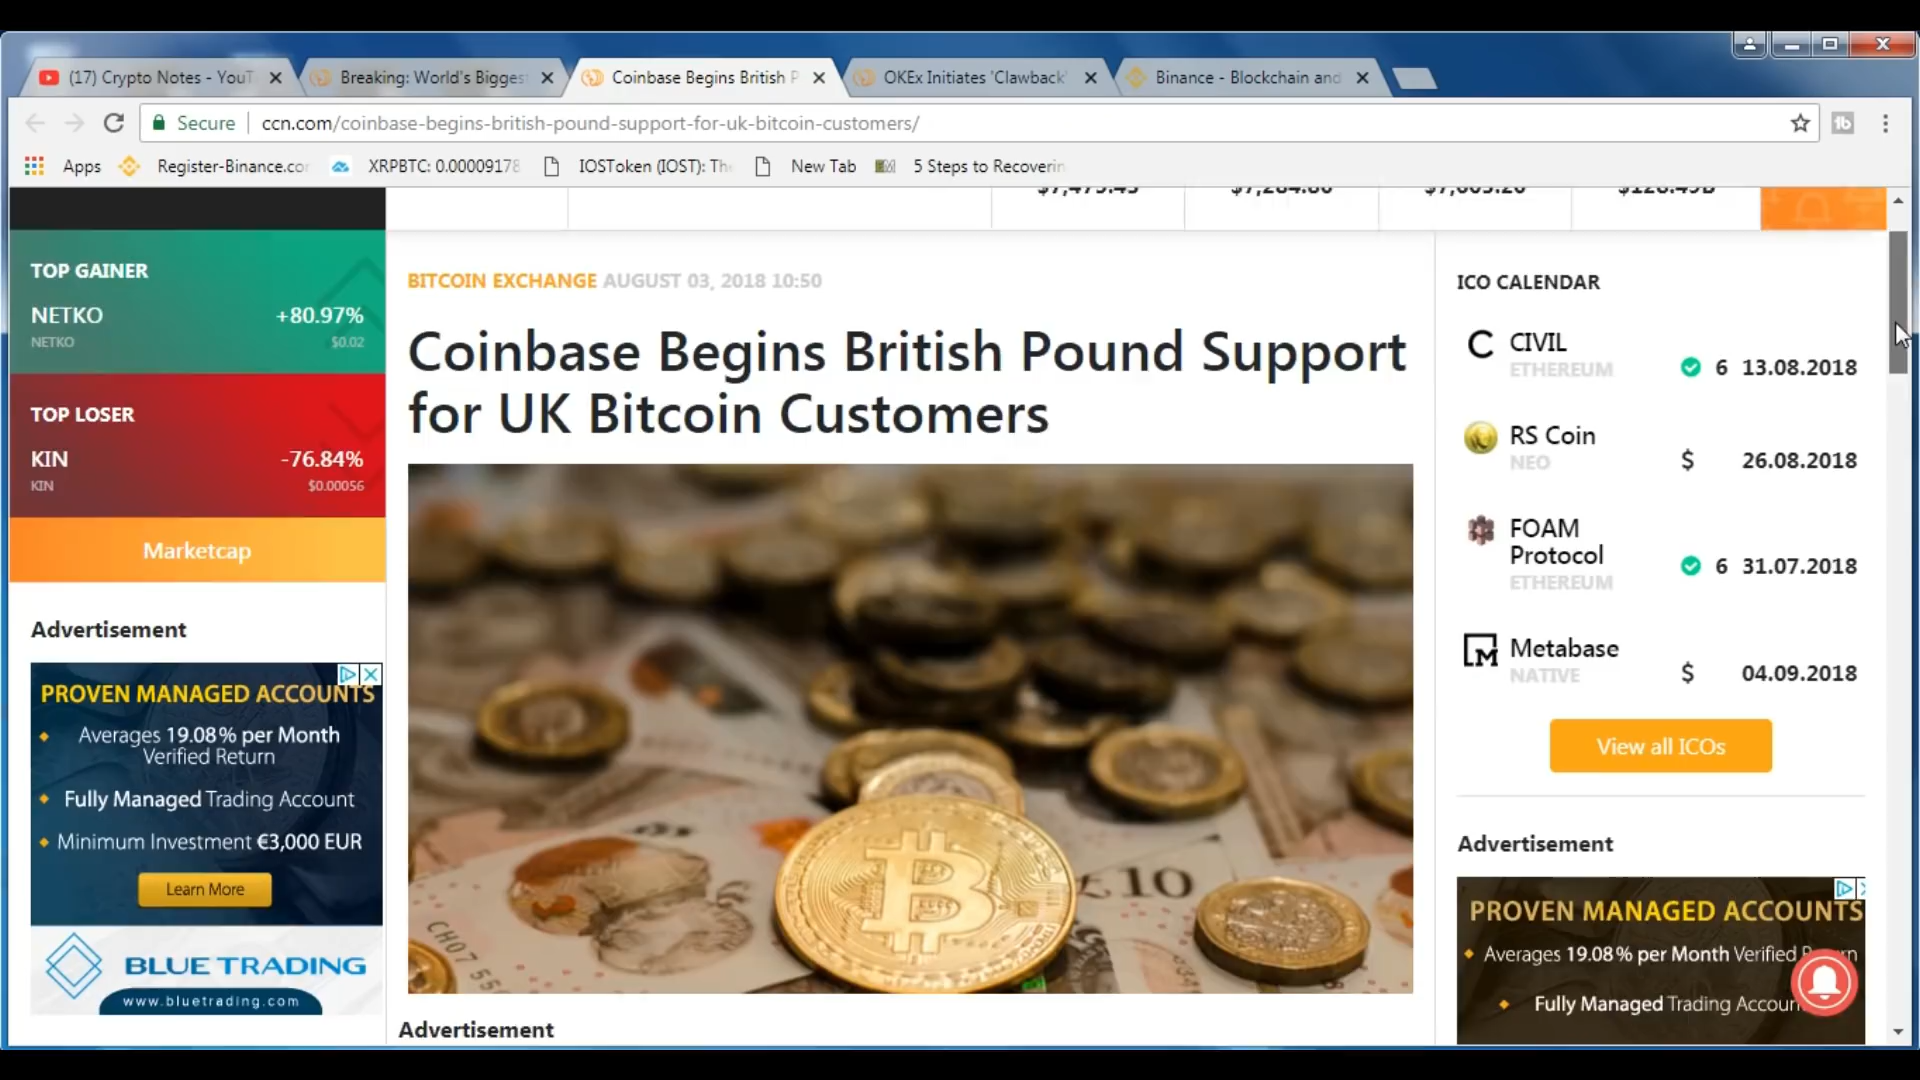 (17) Crypto Notes - YouT
Breaking: World's Bigges
Coinbase Begins British P
OKEx Initiates 'Clawback'
Binance - Blockchain and
Secure
ccn.com/coinbase-begins-british-pound-support-for-uk-bitcoin-customers/
Apps
Register-Binance.co
XRPBTC: 0.00009178
IOSToken (IOST): Th
New Tab
5 Steps to Recoverin
TOP GAINER
NETKO +80.97%
NETKO $0.02
TOP LOSER
KIN -76.84%
KIN $0.00056
Marketcap
Advertisement
PROVEN MANAGED ACCOUNTS
Averages 19.08% per Month
Verified Return
Fully Managed Trading Account
Minimum Investment €3,000 EUR
Learn More
BLUE TRADING
www.bluetrading.com
BITCOIN EXCHANGE AUGUST 03, 2018 10:50
Coinbase Begins British Pound Support
for UK Bitcoin Customers
£10
CH07 55
Advertisement
ICO CALENDAR
CIVIL
ETHEREUM
6 13.08.2018
RS Coin
NEO
$ 26.08.2018
FOAM
Protocol
ETHEREUM
6 31.07.2018
Metabase
NATIVE
$ 04.09.2018
View all ICOs
Advertisement
PROVEN MANAGED ACCOUNTS
Averages 19.08% per Month Verified
Fully Managed Trading Accoun